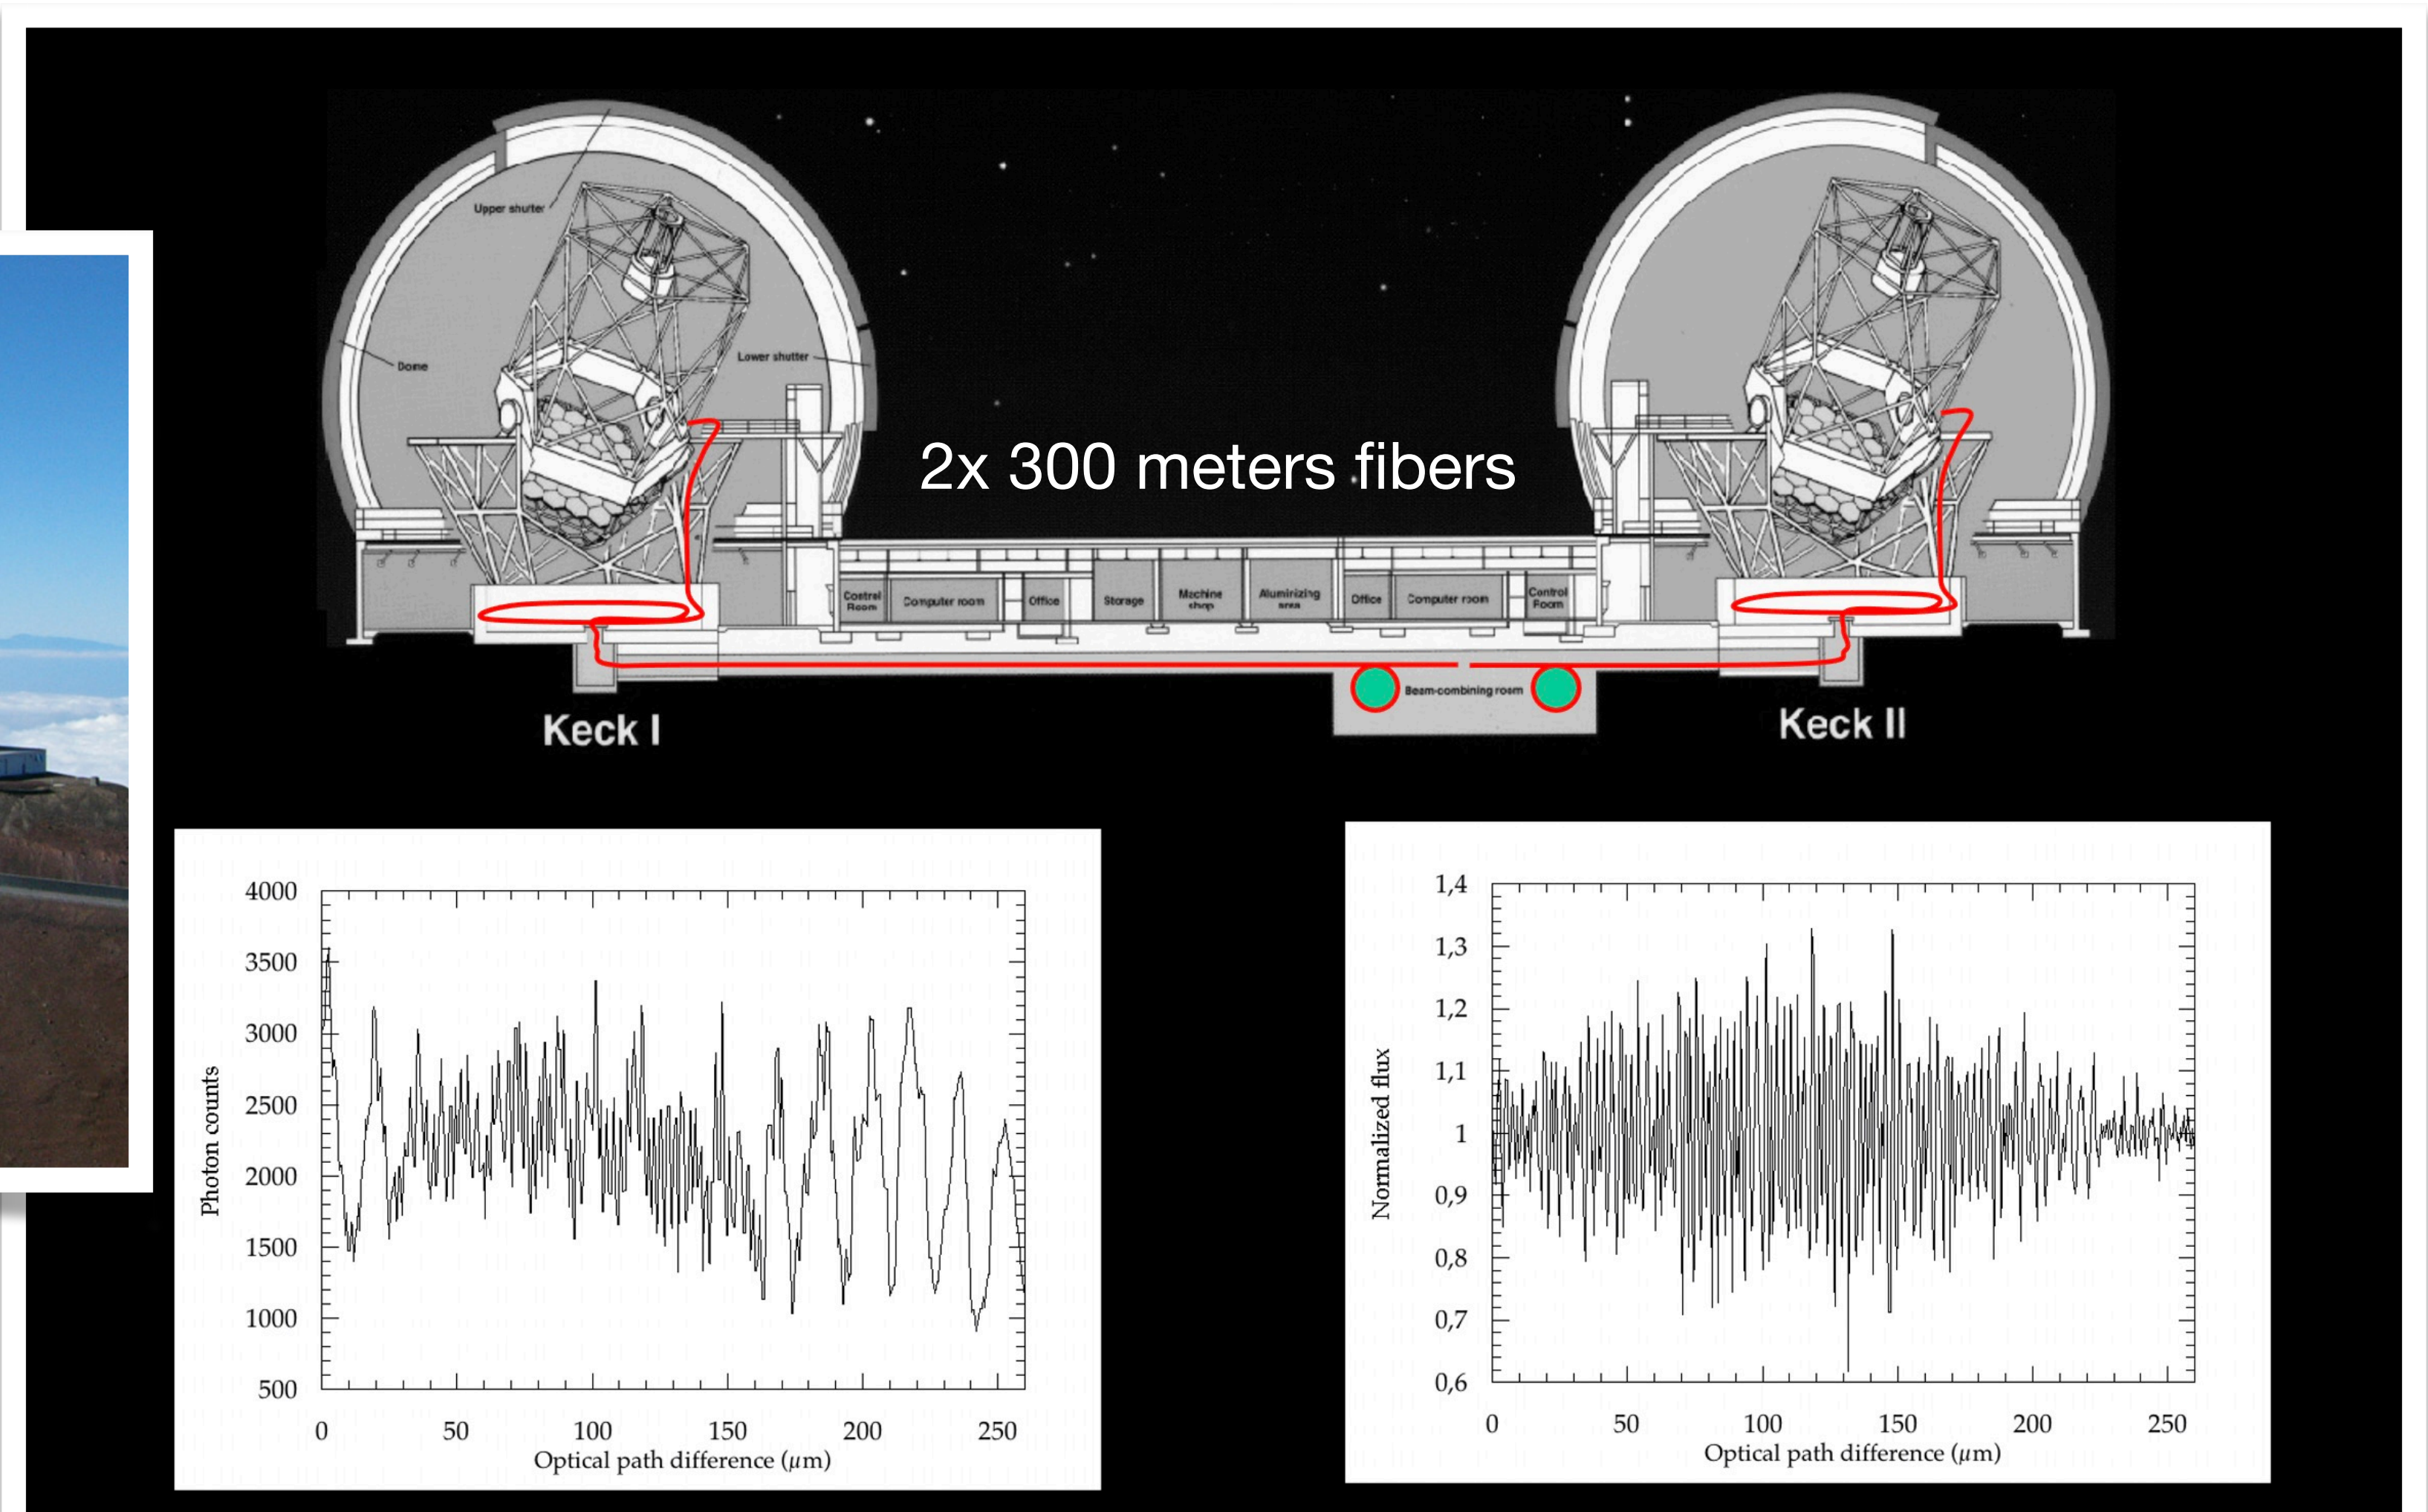 Upper shutter
Dome
Lower shutter
2x 300 meters fibers
Control Room
Computer room
Office
Storage
Machine shop
Aluminizing area
Office
Computer room
Control Room
Beam-combining room
Keck I
Keck II
4000
3500
3000
2500
2000
1500
1000
500
Photon counts
0 50 100 150 200 250
Optical path difference (μm)
1,4
1,3
1,2
1,1
1
0,9
0,8
0,7
0,6
Normalized flux
0 50 100 150 200 250
Optical path difference (μm)